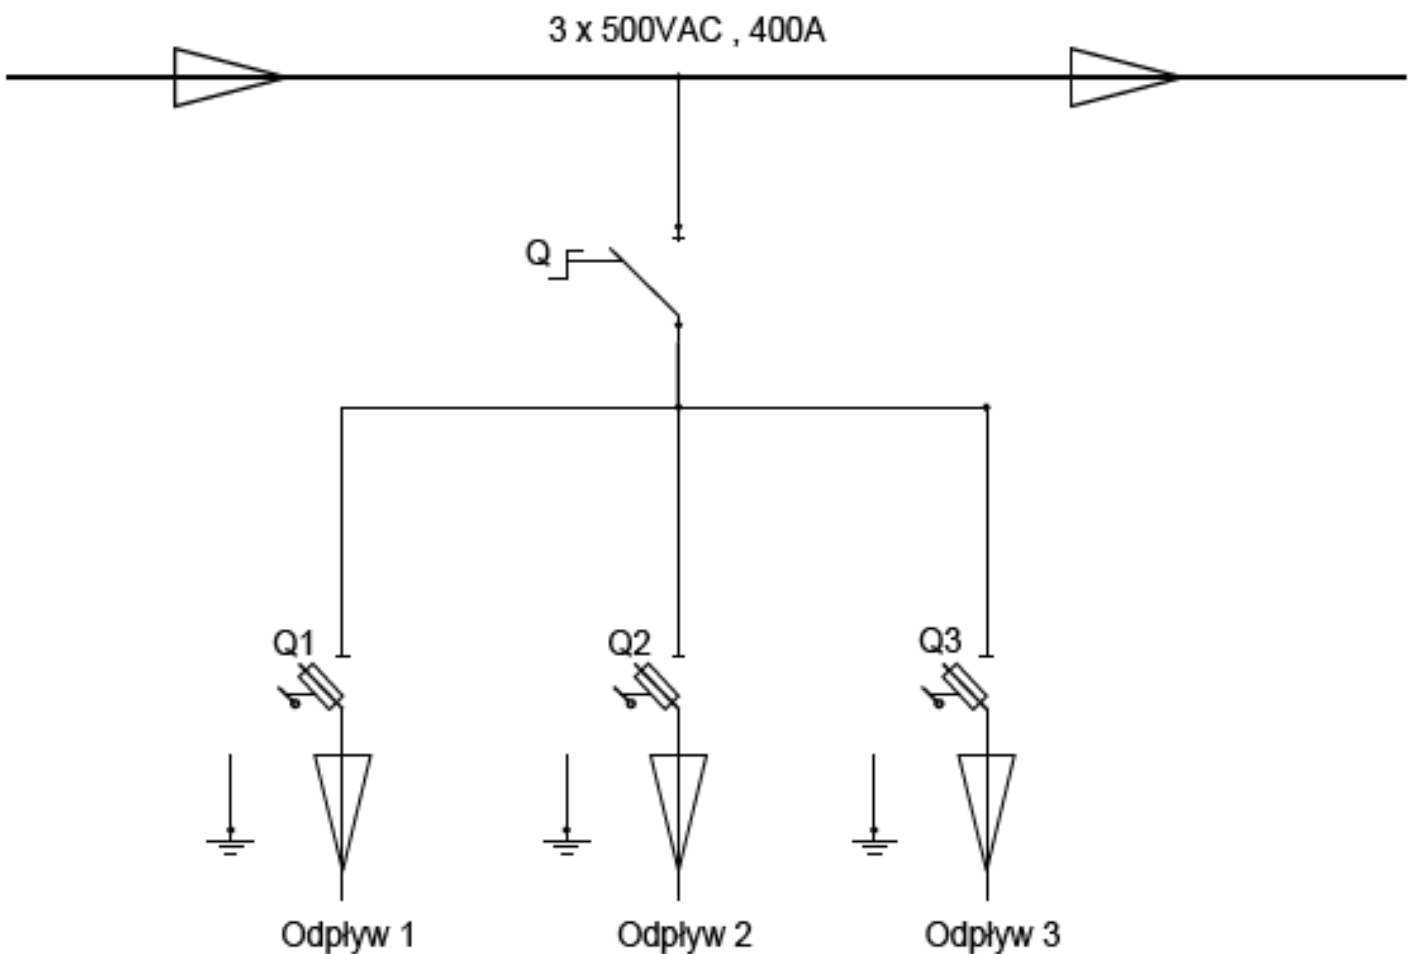 3 x 500VAC , 400A
Q
Q1
Q2
Q3
Odpływ 1
Odpływ 2
Odpływ 3